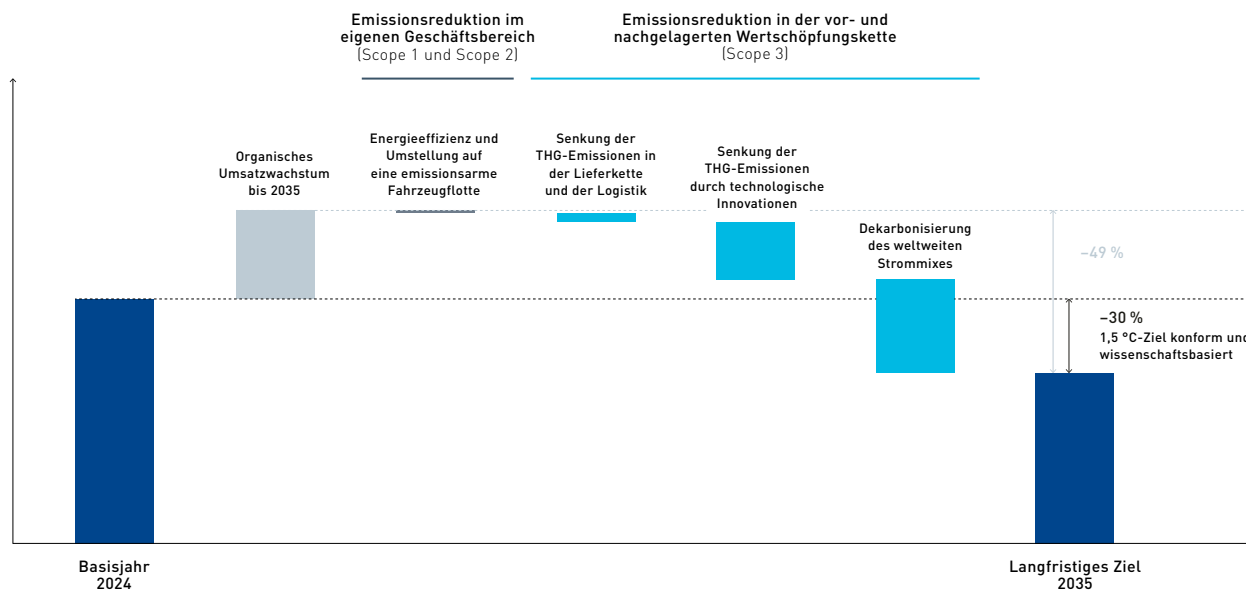 Emissionsreduktion im
eigenen Geschäftsbereich
(Scope 1 und Scope 2)
Emissionsreduktion in der vor- und
nachgelagerten Wertschöpfungskette
(Scope 3)
Organisches
Umsatzwachstum
bis 2035
Energieeffizienz und
Umstellung auf
eine emissionsarme
Fahrzeugflotte
Senkung der
THG-Emissionen in
der Lieferkette
und der Logistik
Senkung der
THG-Emissionen
durch technologische
Innovationen
Dekarbonisierung
des weltweiten
Strommixes
–49 %
–30 %
1,5 °C-Ziel konform und
wissenschaftsbasiert
Basisjahr
2024
Langfristiges Ziel
2035